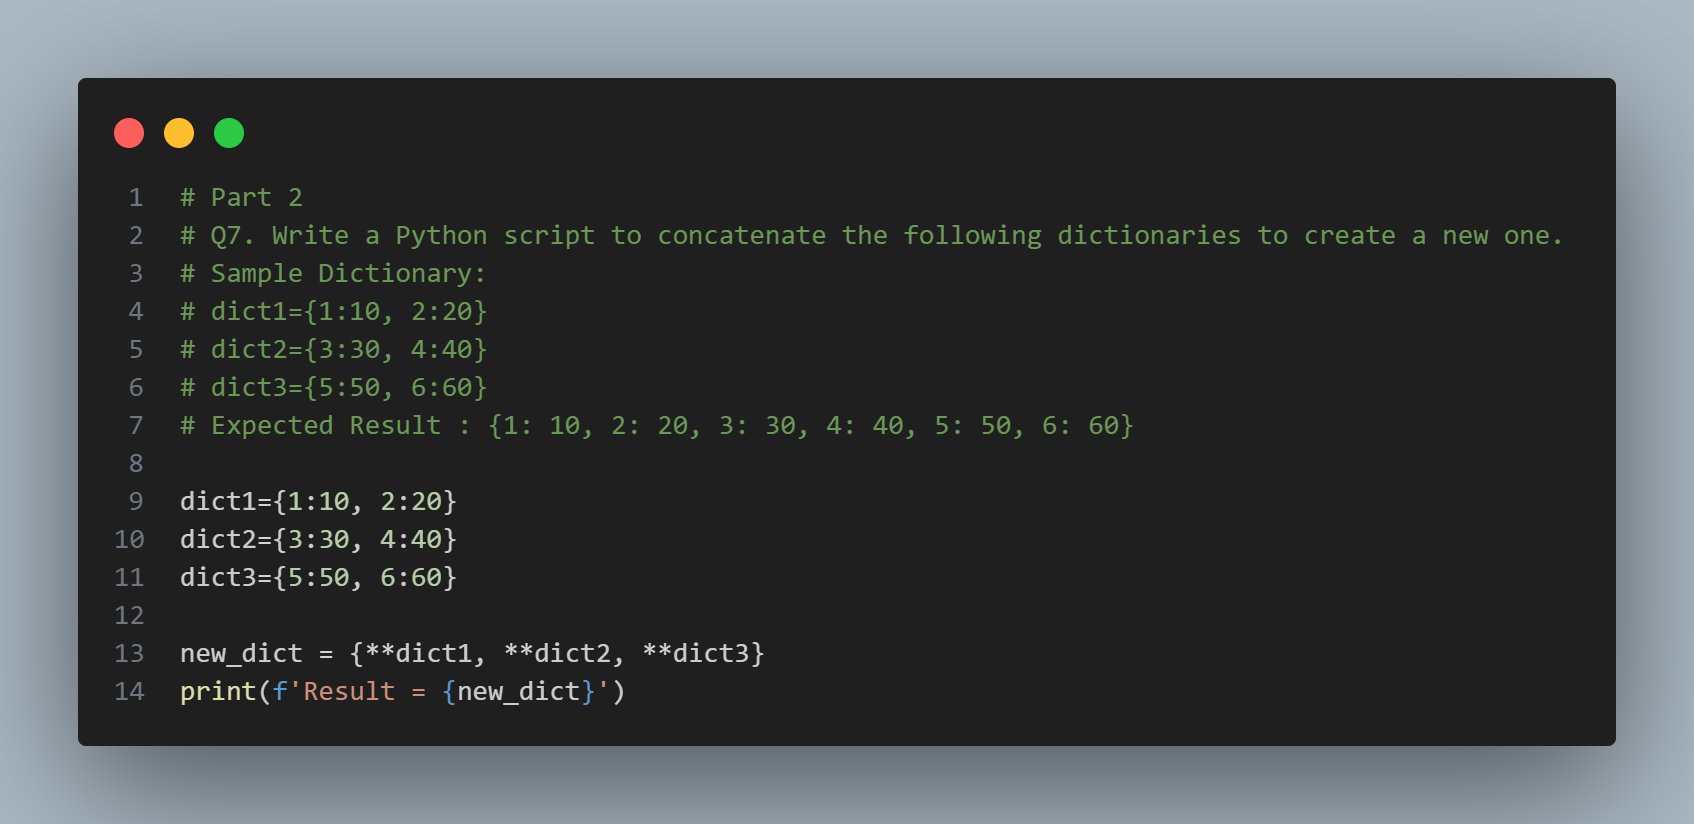 1 # Part 2
2 # Q7. Write a Python script to concatenate the following dictionaries to create a new one.
3 # Sample Dictionary:
4 # dict1={1:10, 2:20}
5 # dict2={3:30, 4:40}
6 # dict3={5:50, 6:60}
7 # Expected Result : {1: 10, 2: 20, 3: 30, 4: 40, 5: 50, 6: 60}
8
9 dict1={1:10, 2:20}
10 dict2={3:30, 4:40}
11 dict3={5:50, 6:60}
12
13 new_dict = {**dict1, **dict2, **dict3}
14 print(f'Result = {new_dict}')